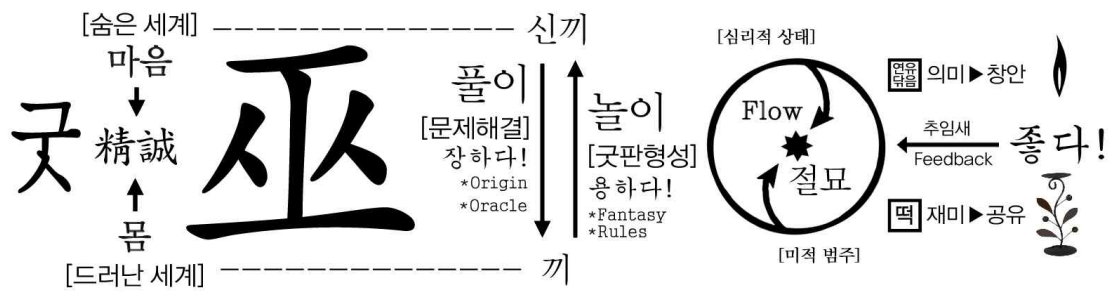 [숨은 세계]
신끼
마음
굿
精誠
몸
[드러난 세계]
끼
巫
풀이
[문제해결]
장하다!
*Origin
*Oracle
놀이
[굿판형성]
용하다!
*Fantasy
*Rules
[심리적 상태]
Flow
절묘
[미적 범주]
연유
닦음
의미▶창안
추임새
Feedback
좋다!
떡 재미▶공유